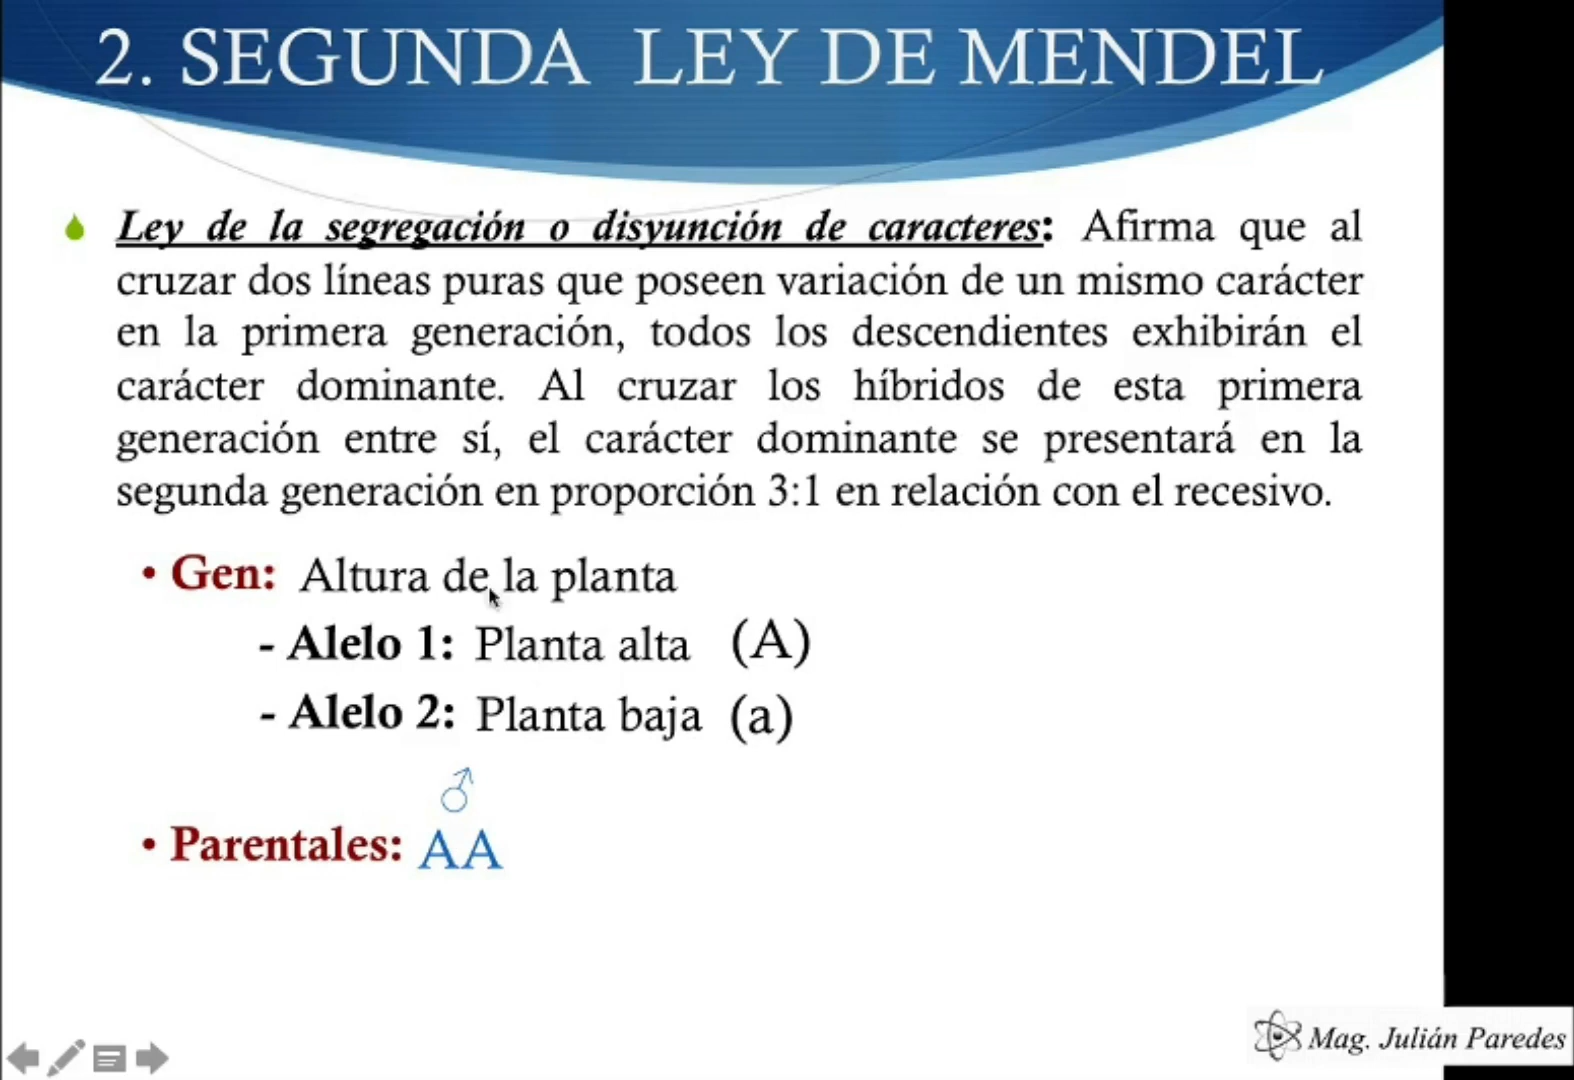 2. SEGUNDA LEY DE MENDEL
Ley de la segregación o disyunción de caracteres: Afirma que al
cruzar dos líneas puras que poseen variación de un mismo carácter
en la primera generación, todos los descendientes exhibirán el
carácter dominante. Al cruzar los híbridos de esta primera
generación entre sí, el carácter dominante se presentará en la
segunda generación en proporción 3:1 en relación con el recesivo.
• Gen: Altura de la planta
- Alelo 1: Planta alta (A)
- Alelo 2: Planta baja (a)
♂
• Parentales: AA
Mag. Julián Paredes